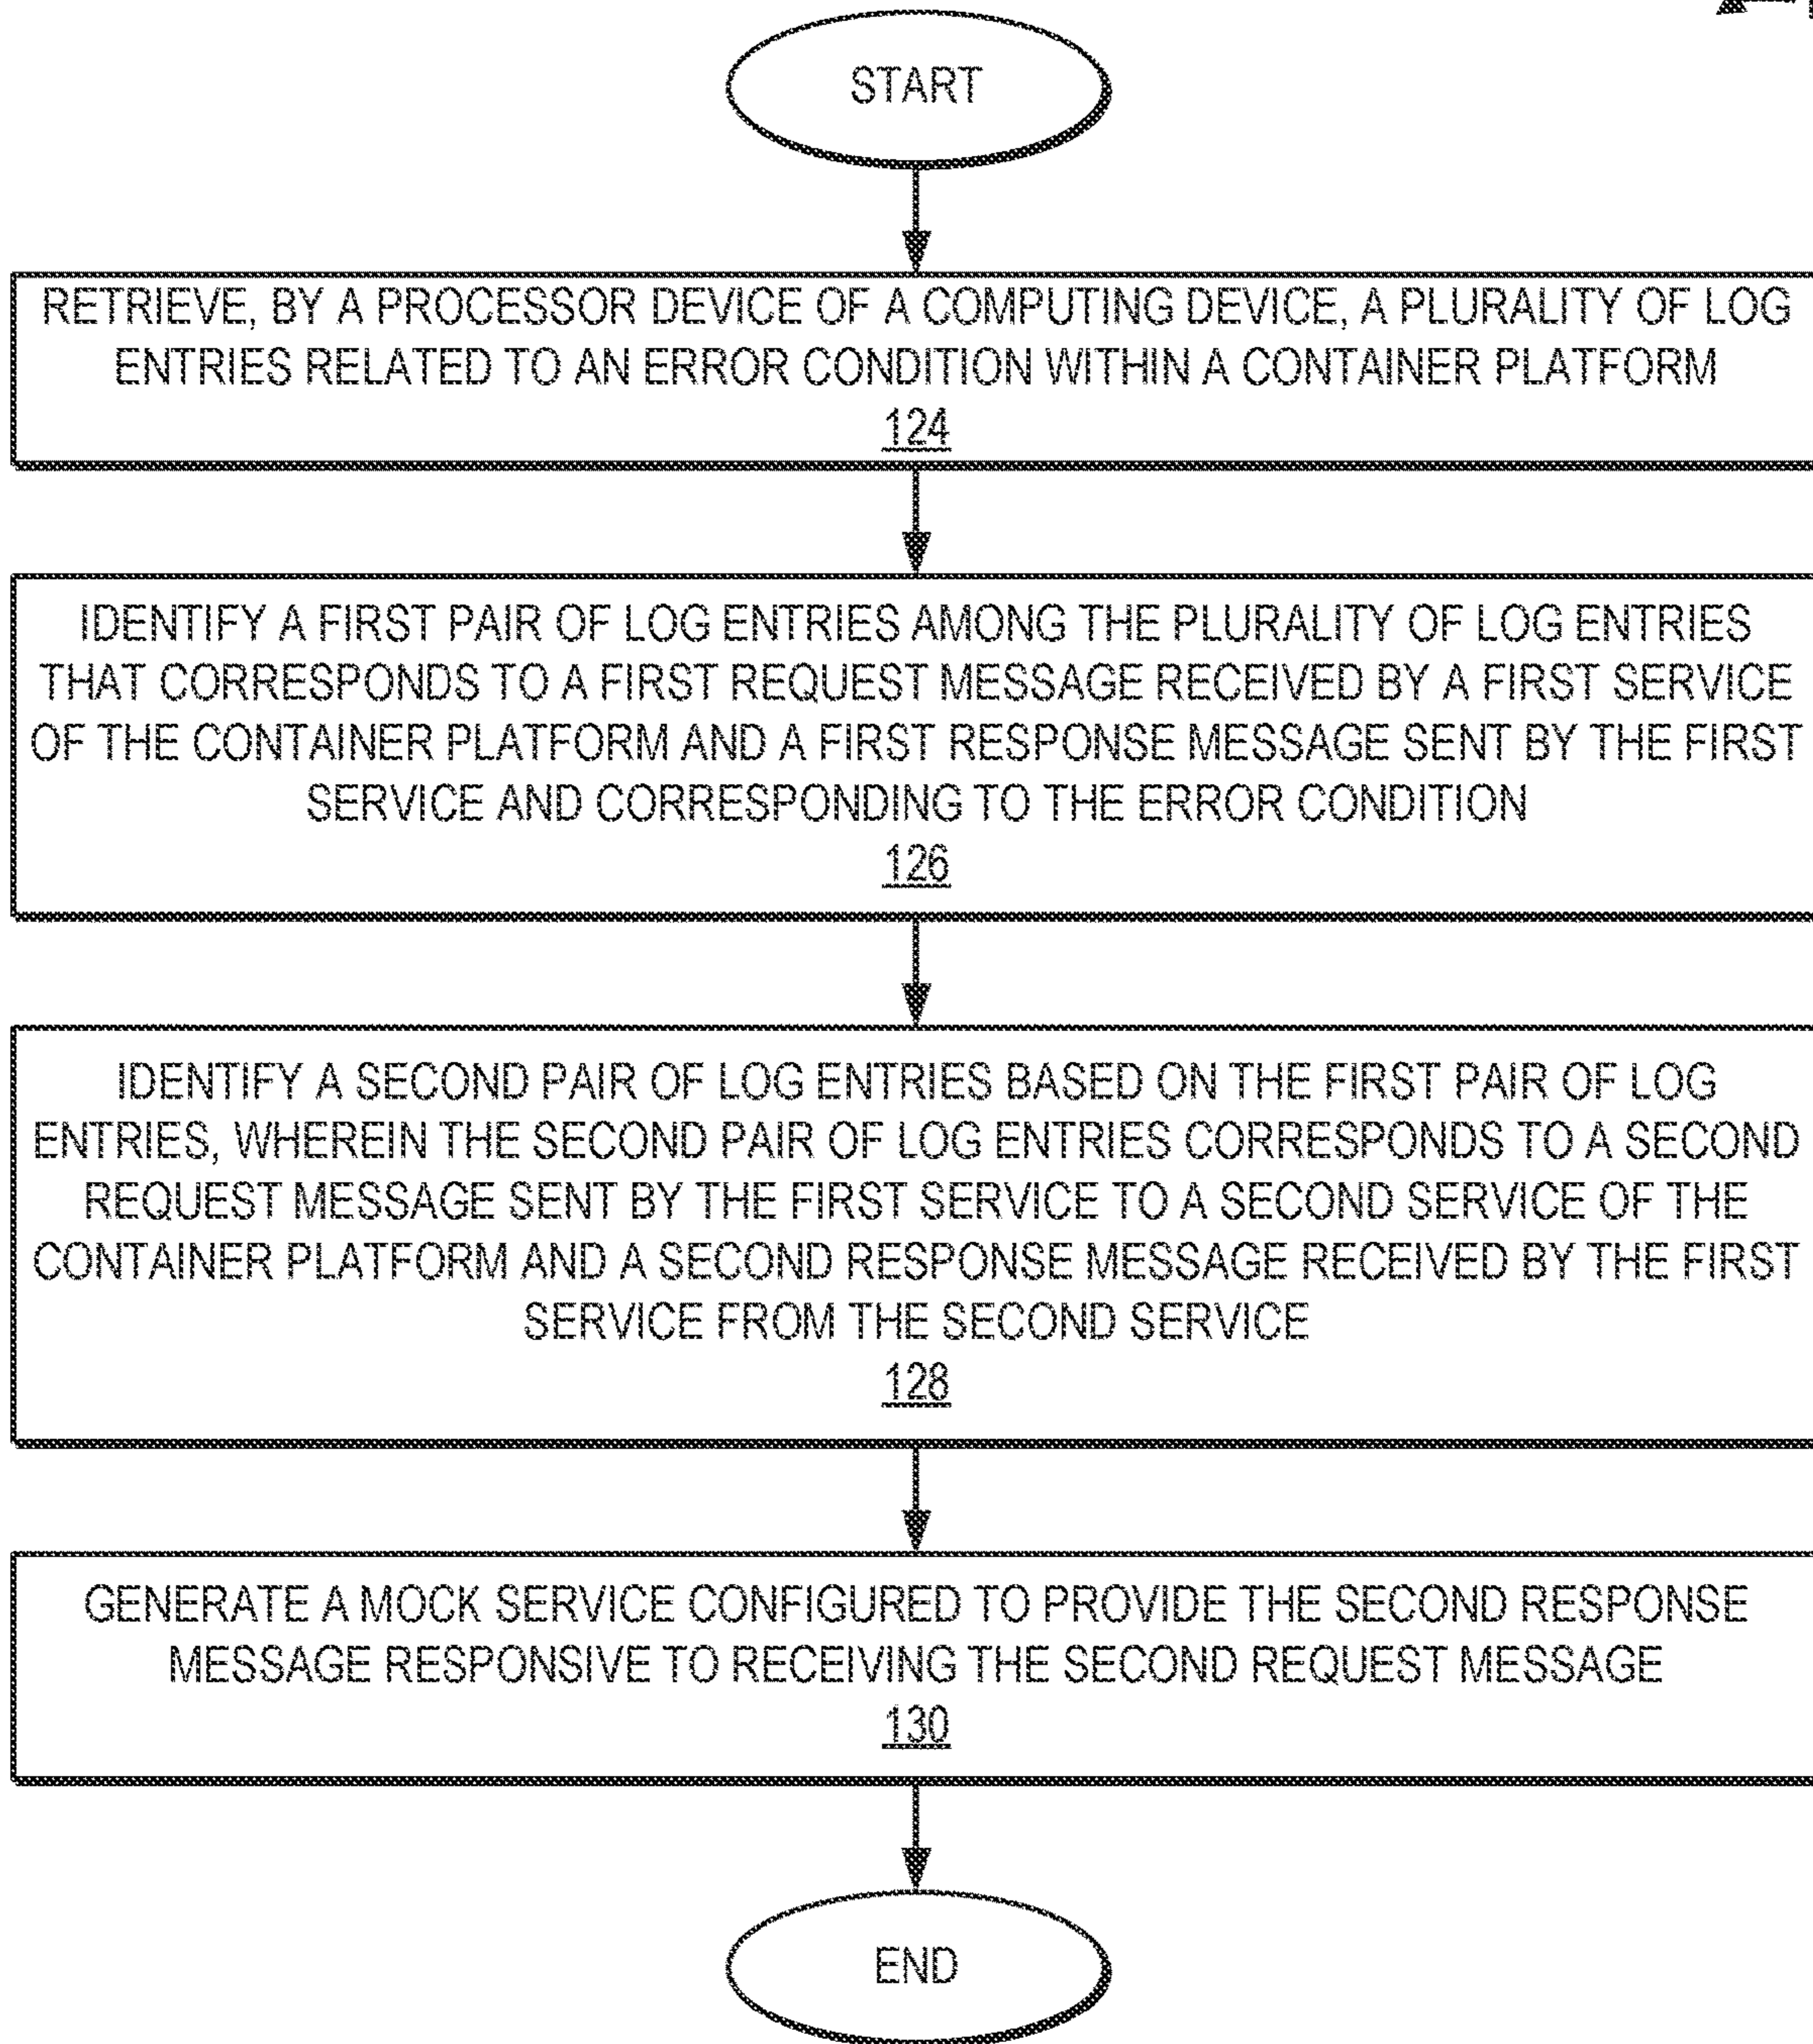 START
RETRIEVE, BY A PROCESSOR DEVICE OF A COMPUTING DEVICE, A PLURALITY OF LOG
ENTRIES RELATED TO AN ERROR CONDITION WITHIN A CONTAINER PLATFORM
124
IDENTIFY A FIRST PAIR OF LOG ENTRIES AMONG THE PLURALITY OF LOG ENTRIES
THAT CORRESPONDS TO A FIRST REQUEST MESSAGE RECEIVED BY A FIRST SERVICE
OF THE CONTAINER PLATFORM AND A FIRST RESPONSE MESSAGE SENT BY THE FIRST
SERVICE AND CORRESPONDING TO THE ERROR CONDITION
126
IDENTIFY A SECOND PAIR OF LOG ENTRIES BASED ON THE FIRST PAIR OF LOG
ENTRIES, WHEREIN THE SECOND PAIR OF LOG ENTRIES CORRESPONDS TO A SECOND
REQUEST MESSAGE SENT BY THE FIRST SERVICE TO A SECOND SERVICE OF THE
CONTAINER PLATFORM AND A SECOND RESPONSE MESSAGE RECEIVED BY THE FIRST
SERVICE FROM THE SECOND SERVICE
128
GENERATE A MOCK SERVICE CONFIGURED TO PROVIDE THE SECOND RESPONSE
MESSAGE RESPONSIVE TO RECEIVING THE SECOND REQUEST MESSAGE
130
END